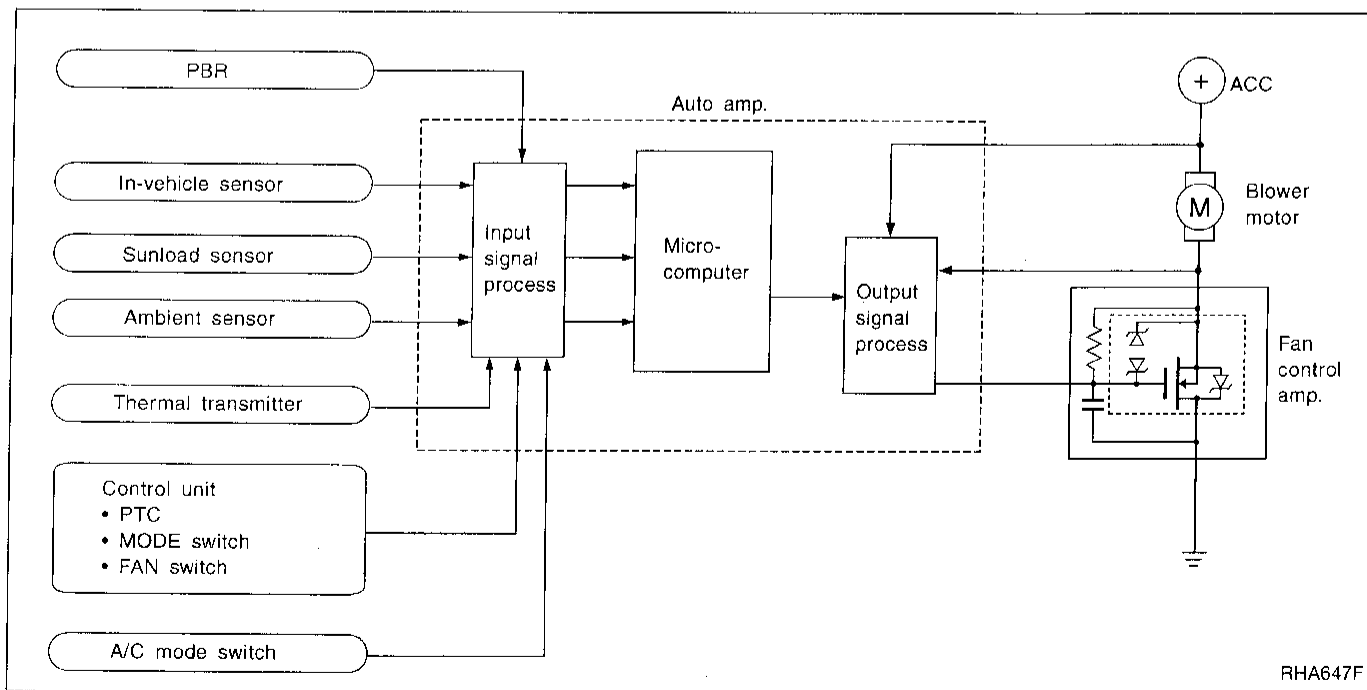 PBR
ACC
Auto amp.
In-vehicle sensor
Blower
motor
M
Sunload sensor
Input
signal
process
Micro-
computer
Ambient sensor
Output
signal
process
Fan
control
amp.
Thermal transmitter
Control unit
• PTC
• MODE switch
• FAN switch
A/C mode switch
RHA647F